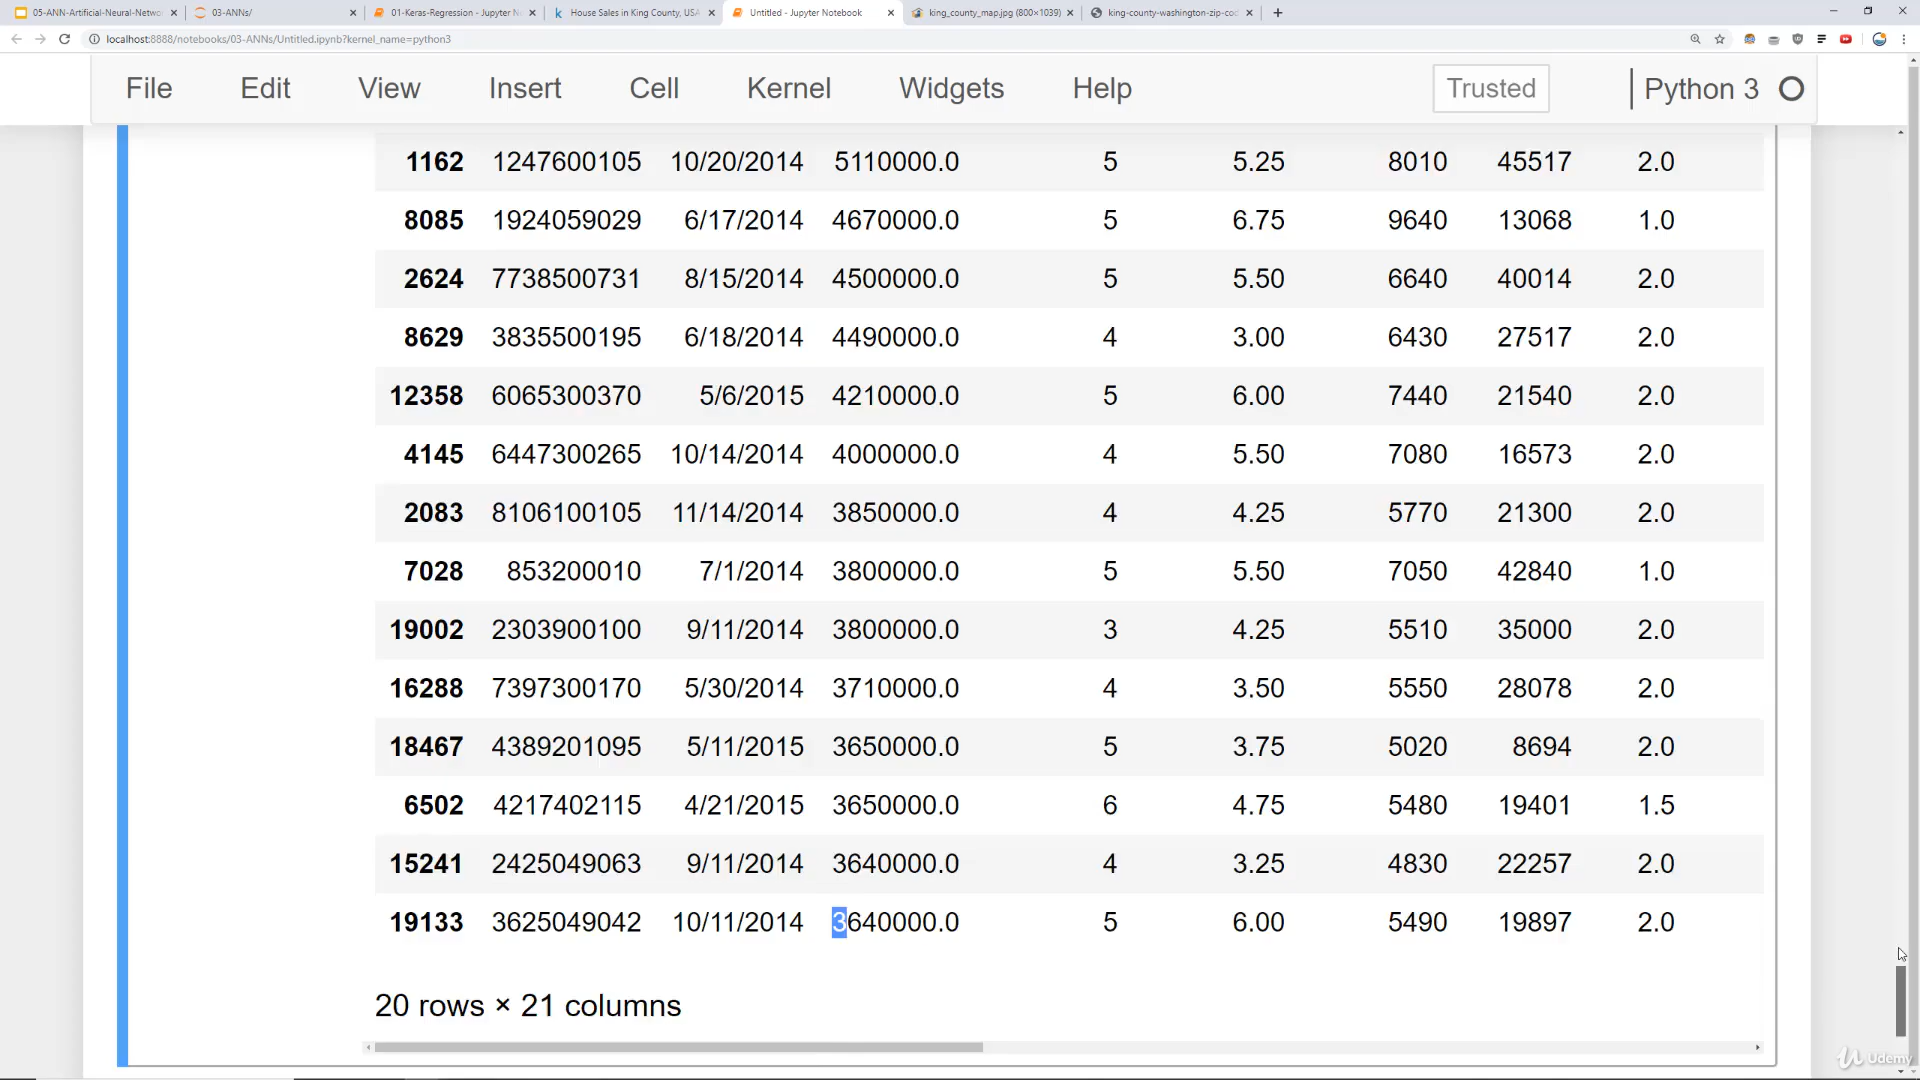 05-ANN-Artificial-Neural-Netwo
03-ANNs/
01-Keras-Regression - Jupyter N
House Sales in King County, USA
Untitled - Jupyter Notebook
king_county_map.jpg (800×1039)
king-county-washington-zip-cod
localhost:8888/notebooks/03-ANNs/Untitled.ipynb?kernel_name=python3
File Edit View Insert Cell Kernel Widgets Help Trusted Python 3
1162 1247600105 10/20/2014 5110000.0 5 5.25 8010 45517 2.0
8085 1924059029 6/17/2014 4670000.0 5 6.75 9640 13068 1.0
2624 7738500731 8/15/2014 4500000.0 5 5.50 6640 40014 2.0
8629 3835500195 6/18/2014 4490000.0 4 3.00 6430 27517 2.0
12358 6065300370 5/6/2015 4210000.0 5 6.00 7440 21540 2.0
4145 6447300265 10/14/2014 4000000.0 4 5.50 7080 16573 2.0
2083 8106100105 11/14/2014 3850000.0 4 4.25 5770 21300 2.0
7028 853200010 7/1/2014 3800000.0 5 5.50 7050 42840 1.0
19002 2303900100 9/11/2014 3800000.0 3 4.25 5510 35000 2.0
16288 7397300170 5/30/2014 3710000.0 4 3.50 5550 28078 2.0
18467 4389201095 5/11/2015 3650000.0 5 3.75 5020 8694 2.0
6502 4217402115 4/21/2015 3650000.0 6 4.75 5480 19401 1.5
15241 2425049063 9/11/2014 3640000.0 4 3.25 4830 22257 2.0
19133 3625049042 10/11/2014 3640000.0 5 6.00 5490 19897 2.0
20 rows × 21 columns
Udemy